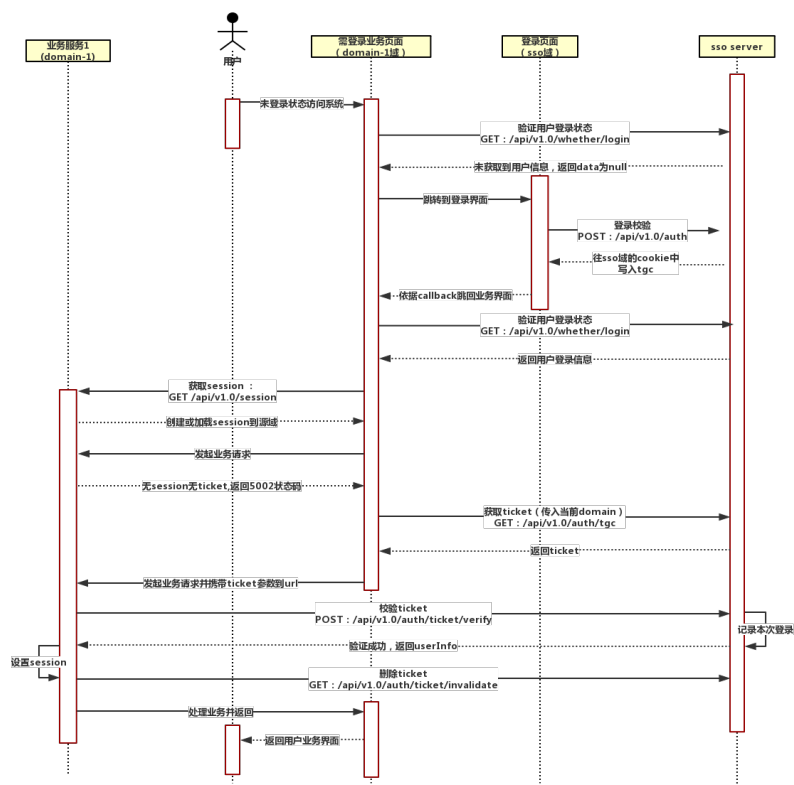 业务服务1
(domain-1)
用户
需登录业务页面
（domain-1域）
登录页面
（sso域）
sso server
未登录状态访问系统
验证用户登录状态
GET：/api/v1.0/whether/login
未获取到用户信息，返回data为null
跳转到登录界面
登录校验
POST：/api/v1.0/auth
往sso域的cookie中
写入tgc
依据callback跳回业务界面
验证用户登录状态
GET：/api/v1.0/whether/login
返回用户登录信息
获取session ：
GET /api/v1.0/session
创建或加载session到源域
发起业务请求
无session无ticket,返回5002状态码
获取ticket（传入当前domain）
GET：/api/v1.0/auth/tgc
返回ticket
发起业务请求并携带ticket参数到url
校验ticket
POST：/api/v1.0/auth/ticket/verify
记录本次登录
验证成功，返回userInfo
设置session
删除ticket
GET：/api/v1.0/auth/ticket/invalidate
处理业务并返回
返回用户业务界面